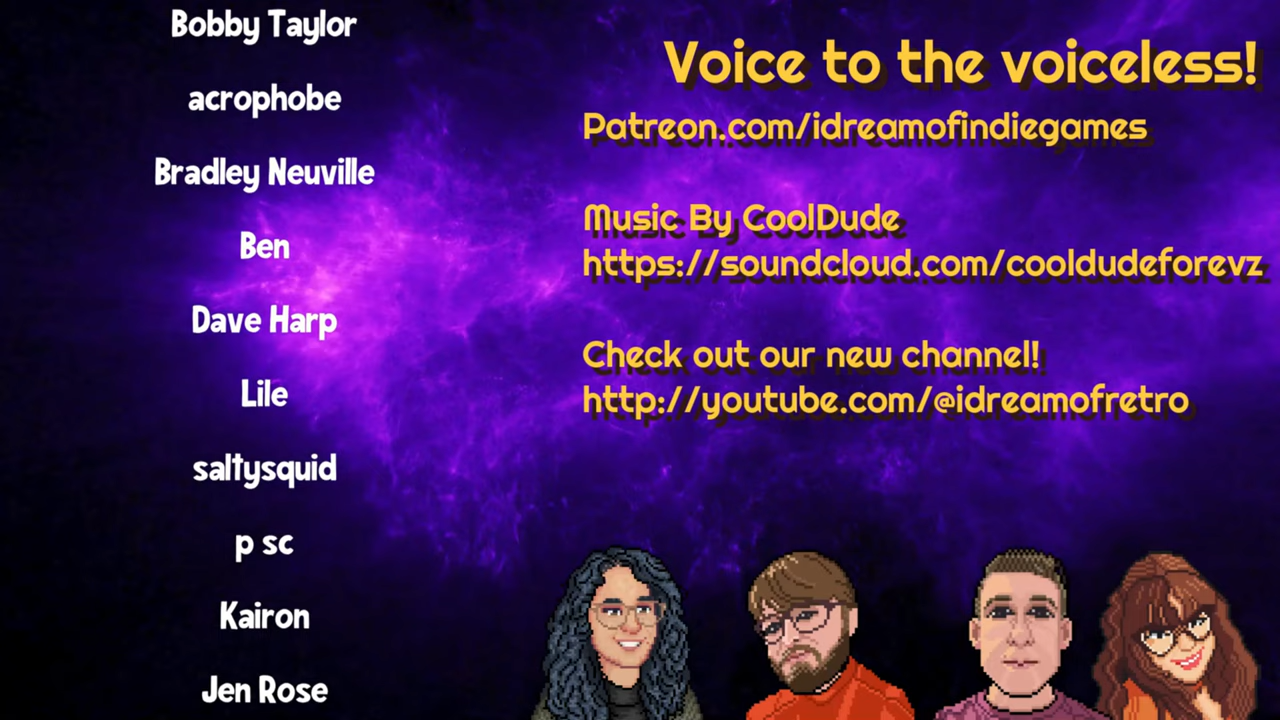 Bobby Taylor
acrophobe
Bradley Neuville
Ben
Dave Harp
Lile
saltysquid
p sc
Kairon
Jen Rose
Voice to the voiceless!
Patreon.com/idreamofindiegames
Music By CoolDude
https://soundcloud.com/cooldudeforevz
Check out our new channel!
http://youtube.com/@idreamofretro